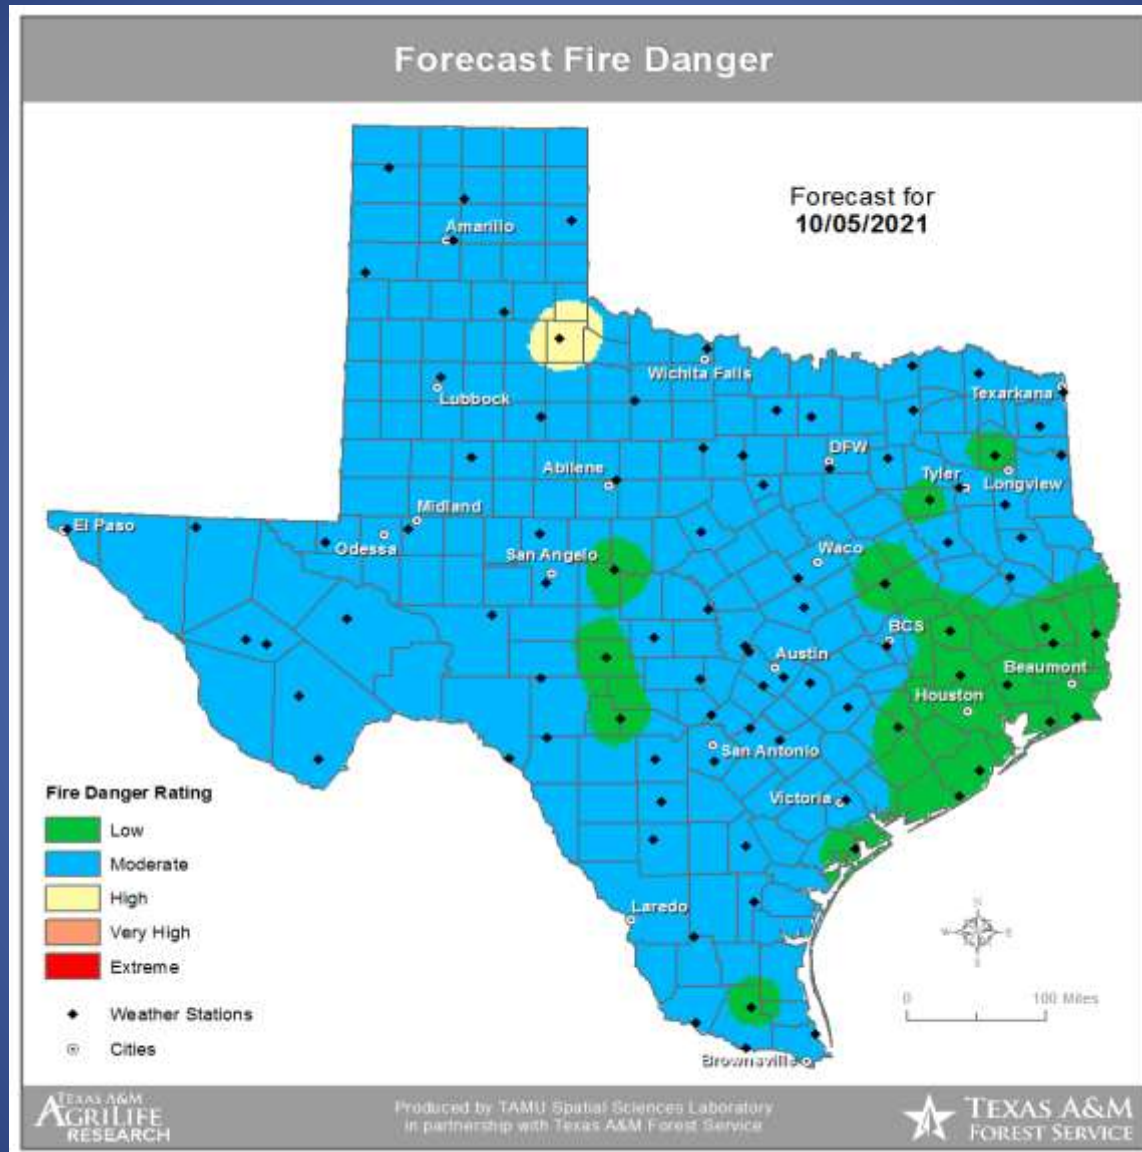 Forecast Fire Danger
Forecast for
10/05/2021
Amarillo
Wichita Falls
Lubbock
Texarkana
DFW
Abilene
Tyler
Longview
Midland
El Paso
Odessa
San Angelo
Waco
BCS
Austin
Beaumont
Houston
San Antonio
Victoria
Laredo
Brownsville
Fire Danger Rating
Low
Moderate
High
Very High
Extreme
Weather Stations
Cities
N
W E
S
0 100 Miles
TEXAS A&M
AGRILIFE
RESEARCH
Produced by TAMU Spatial Sciences Laboratory
in partnership with Texas A&M Forest Service
TEXAS A&M
FOREST SERVICE